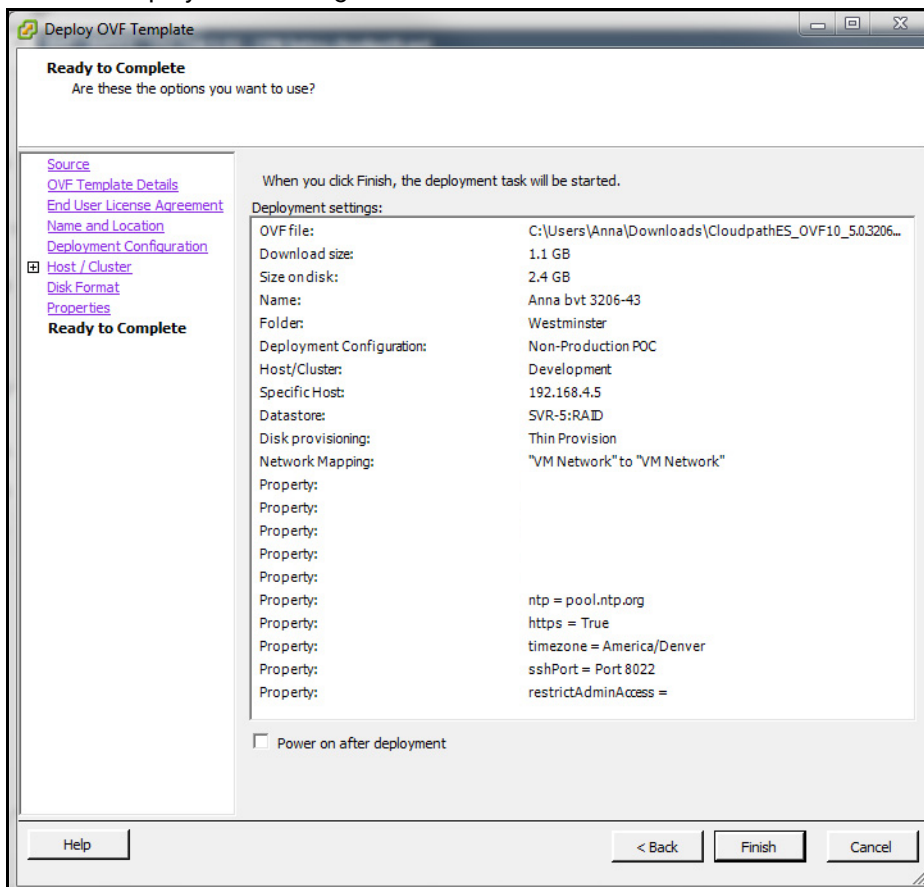 Deploy OVF Template
Ready to Complete
Are these the options you want to use?
Source
OVF Template Details
End User License Agreement
Name and Location
Deployment Configuration
Host / Cluster
Disk Format
Properties
Ready to Complete
When you click Finish, the deployment task will be started.
Deployment settings:
OVF file: C:\Users\Anna\Downloads\CloudpathES_OVF10_5.0.3206...
Download size: 1.1 GB
Size on disk: 2.4 GB
Name: Anna bvt 3206-43
Folder: Westminster
Deployment Configuration: Non-Production POC
Host/Cluster: Development
Specific Host: 192.168.4.5
Datastore: SVR-5:RAID
Disk provisioning: Thin Provision
Network Mapping: "VM Network" to "VM Network"
Property:
Property:
Property:
Property:
Property:
Property: ntp = pool.ntp.org
Property: https = True
Property: timezone = America/Denver
Property: sshPort = Port 8022
Property: restrictAdminAccess =
Power on after deployment
Help < Back Finish Cancel